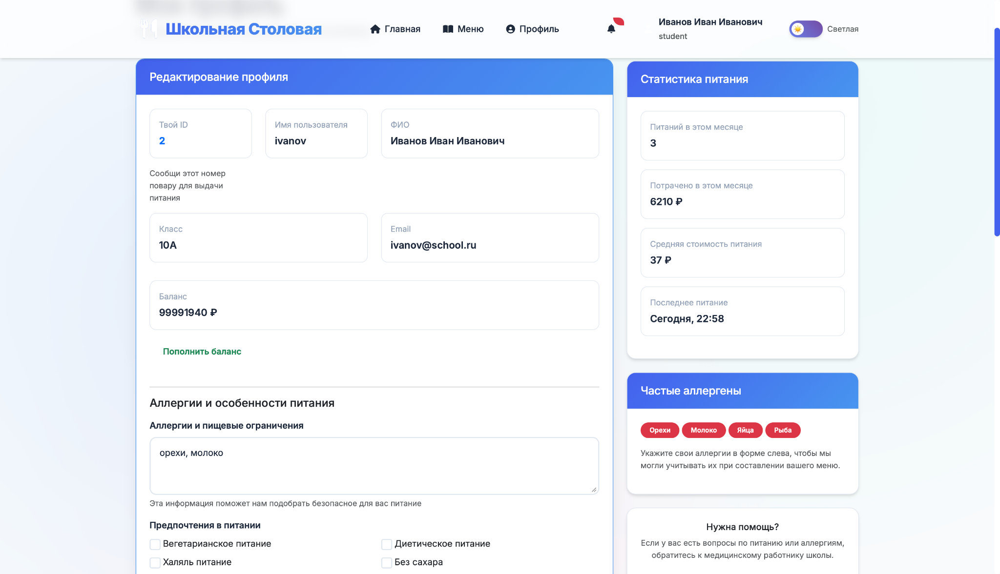 Школьная Столовая
Главная
Меню
Профиль
Иванов Иван Иванович
student
Светлая
Редактирование профиля
Твой ID
2
Имя пользователя
ivanov
ФИО
Иванов Иван Иванович
Сообщи этот номер
повару для выдачи
питания
Класс
10А
Email
ivanov@school.ru
Баланс
99991940 ₽
Пополнить баланс
Аллергии и особенности питания
Аллергии и пищевые ограничения
орехи, молоко
Эта информация поможет нам подобрать безопасное для вас питание
Предпочтения в питании
Вегетарианское питание
Диетическое питание
Халяль питание
Без сахара
Статистика питания
Питаний в этом месяце
3
Потрачено в этом месяце
6210 ₽
Средняя стоимость питания
37 ₽
Последнее питание
Сегодня, 22:58
Частые аллергены
Орехи
Молоко
Яйца
Рыба
Укажите свои аллергии в форме слева, чтобы мы
могли учитывать их при составлении вашего меню.
Нужна помощь?
Если у вас есть вопросы по питанию или аллергиям,
обратитесь к медицинскому работнику школы.